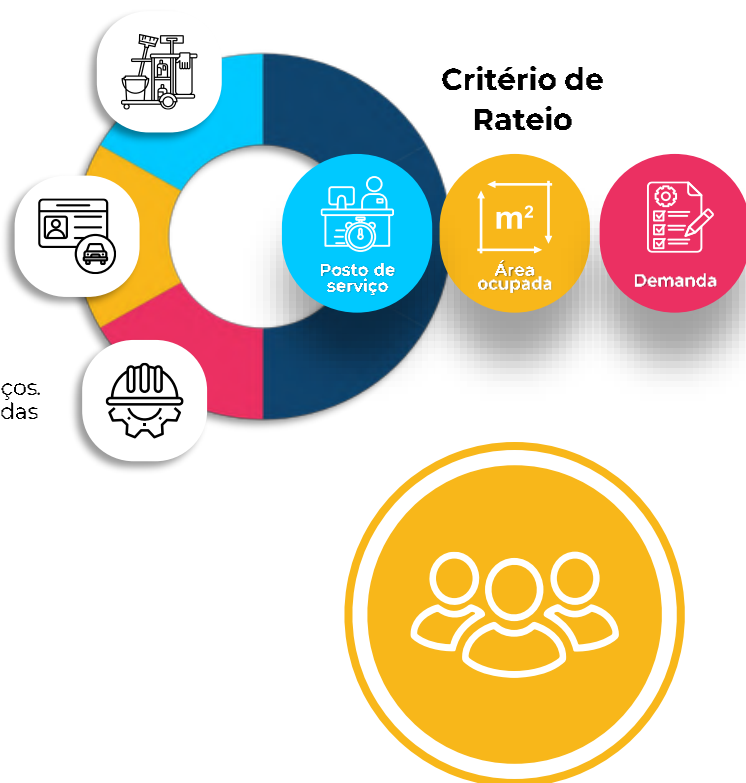 Critério de
Rateio
m²
Posto de
serviço
Área
ocupada
Demanda
ços.
das